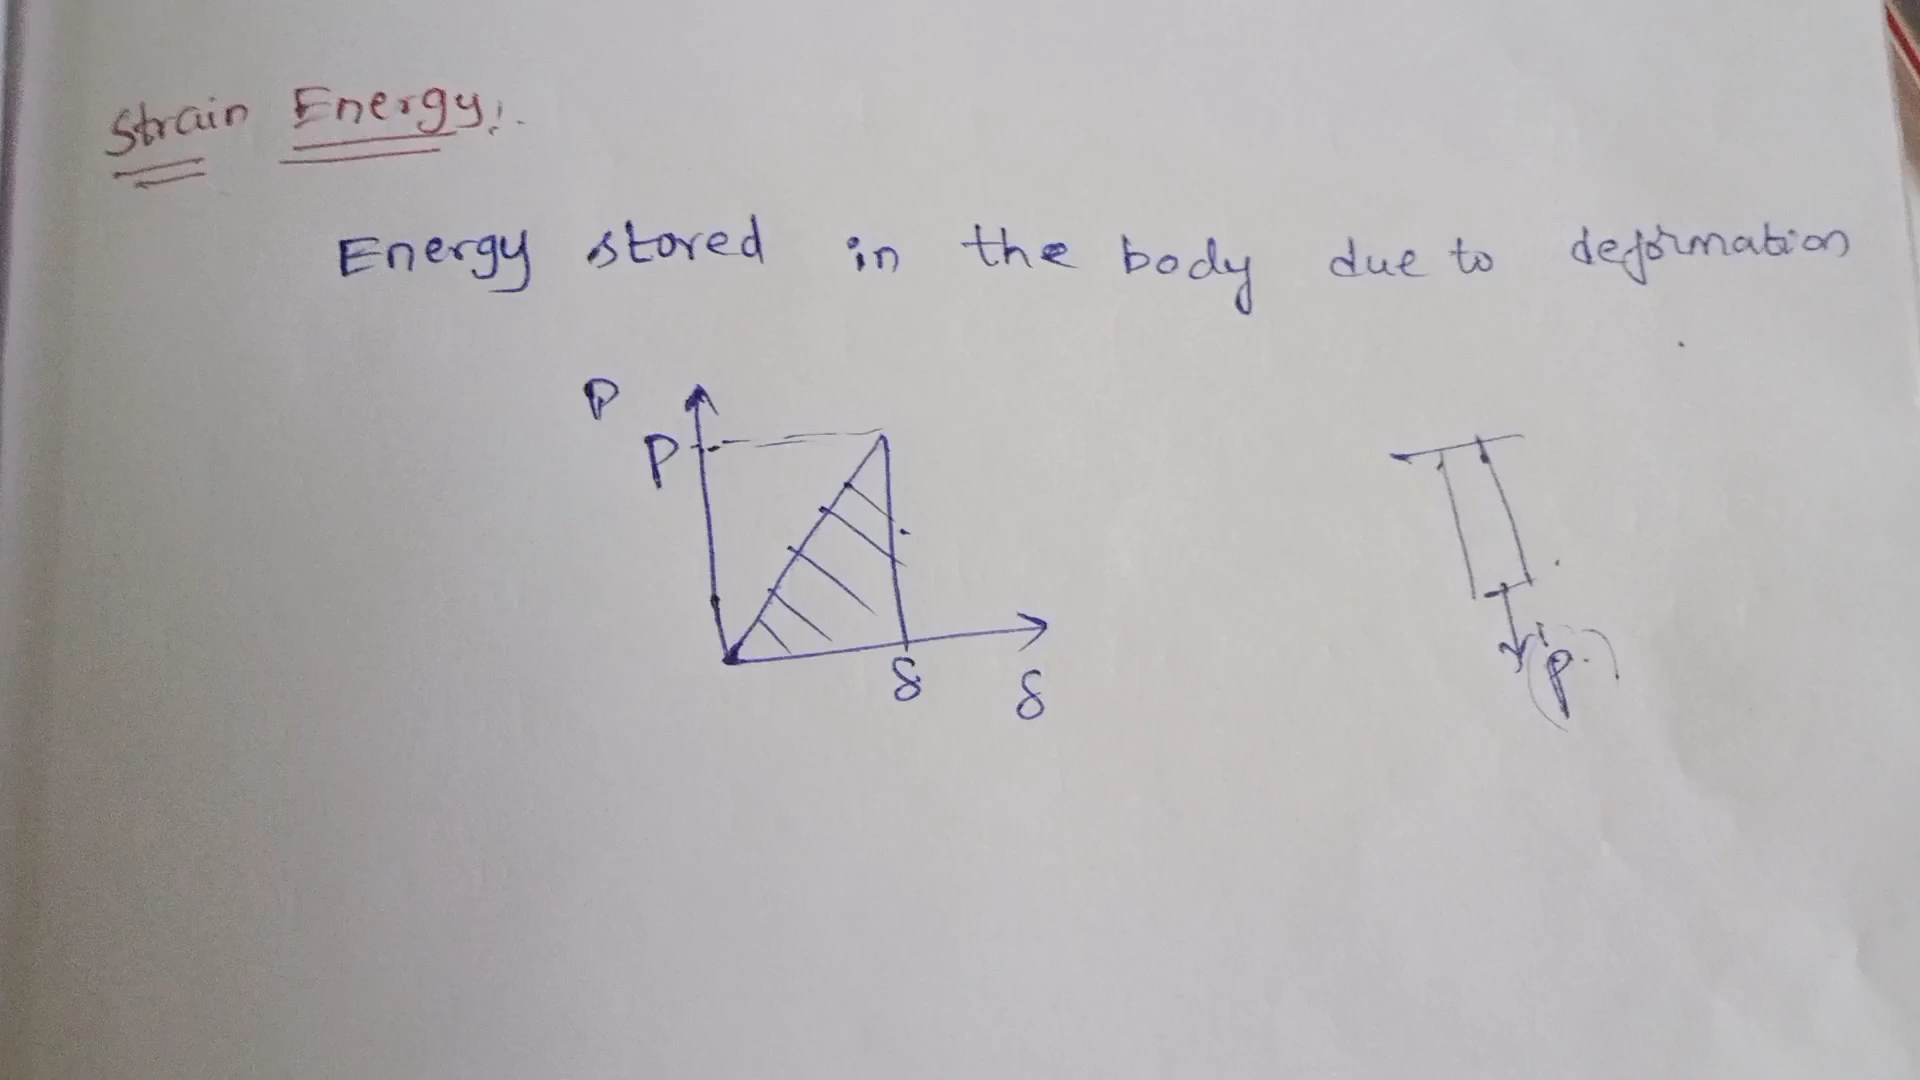 Strain Energy:
Energy stored in the body due to deformation
P
P
δ
δ
P